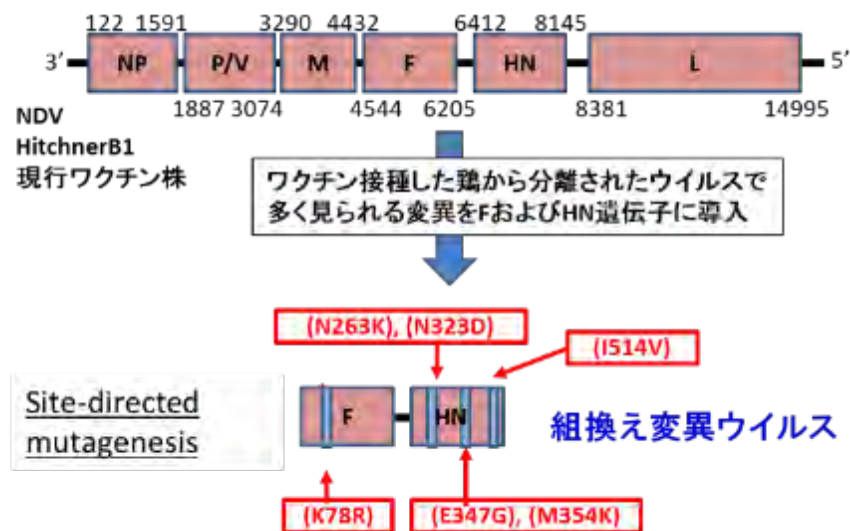 122 1591 3290 4432 6412 8145
3' NP P/V M F HN L 5'
1887 3074 4544 6205 8381 14995
NDV
HitchnerB1
現行ワクチン株
ワクチン接種した鶏から分離されたウイルスで
多く見られる変異をFおよびHN遺伝子に導入
(N263K), (N323D)
(I514V)
Site-directed
mutagenesis
F HN
組換え変異ウイルス
(K78R)
(E347G), (M354K)